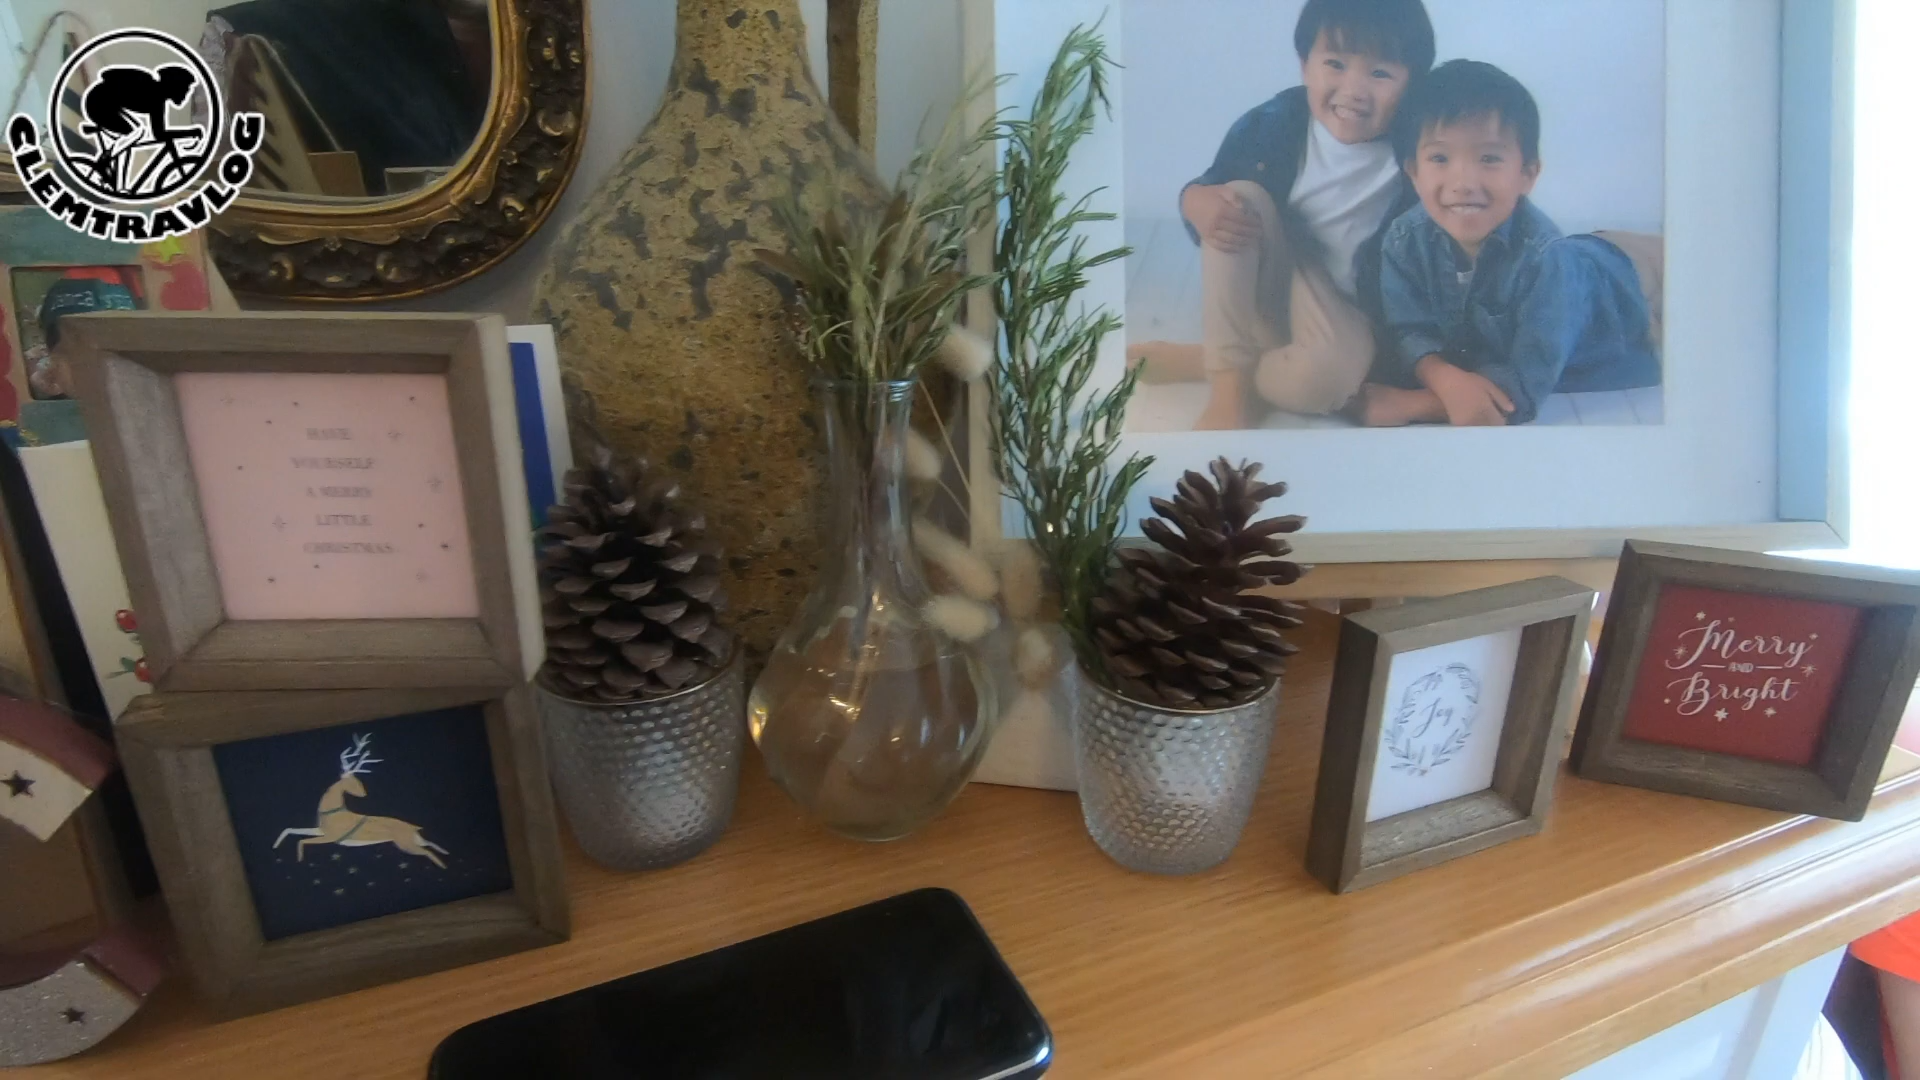 CLEMTRAVLOG
HAVE
YOURSELF
A MERRY
LITTLE
CHRISTMAS
Joy
Merry
AND
Bright